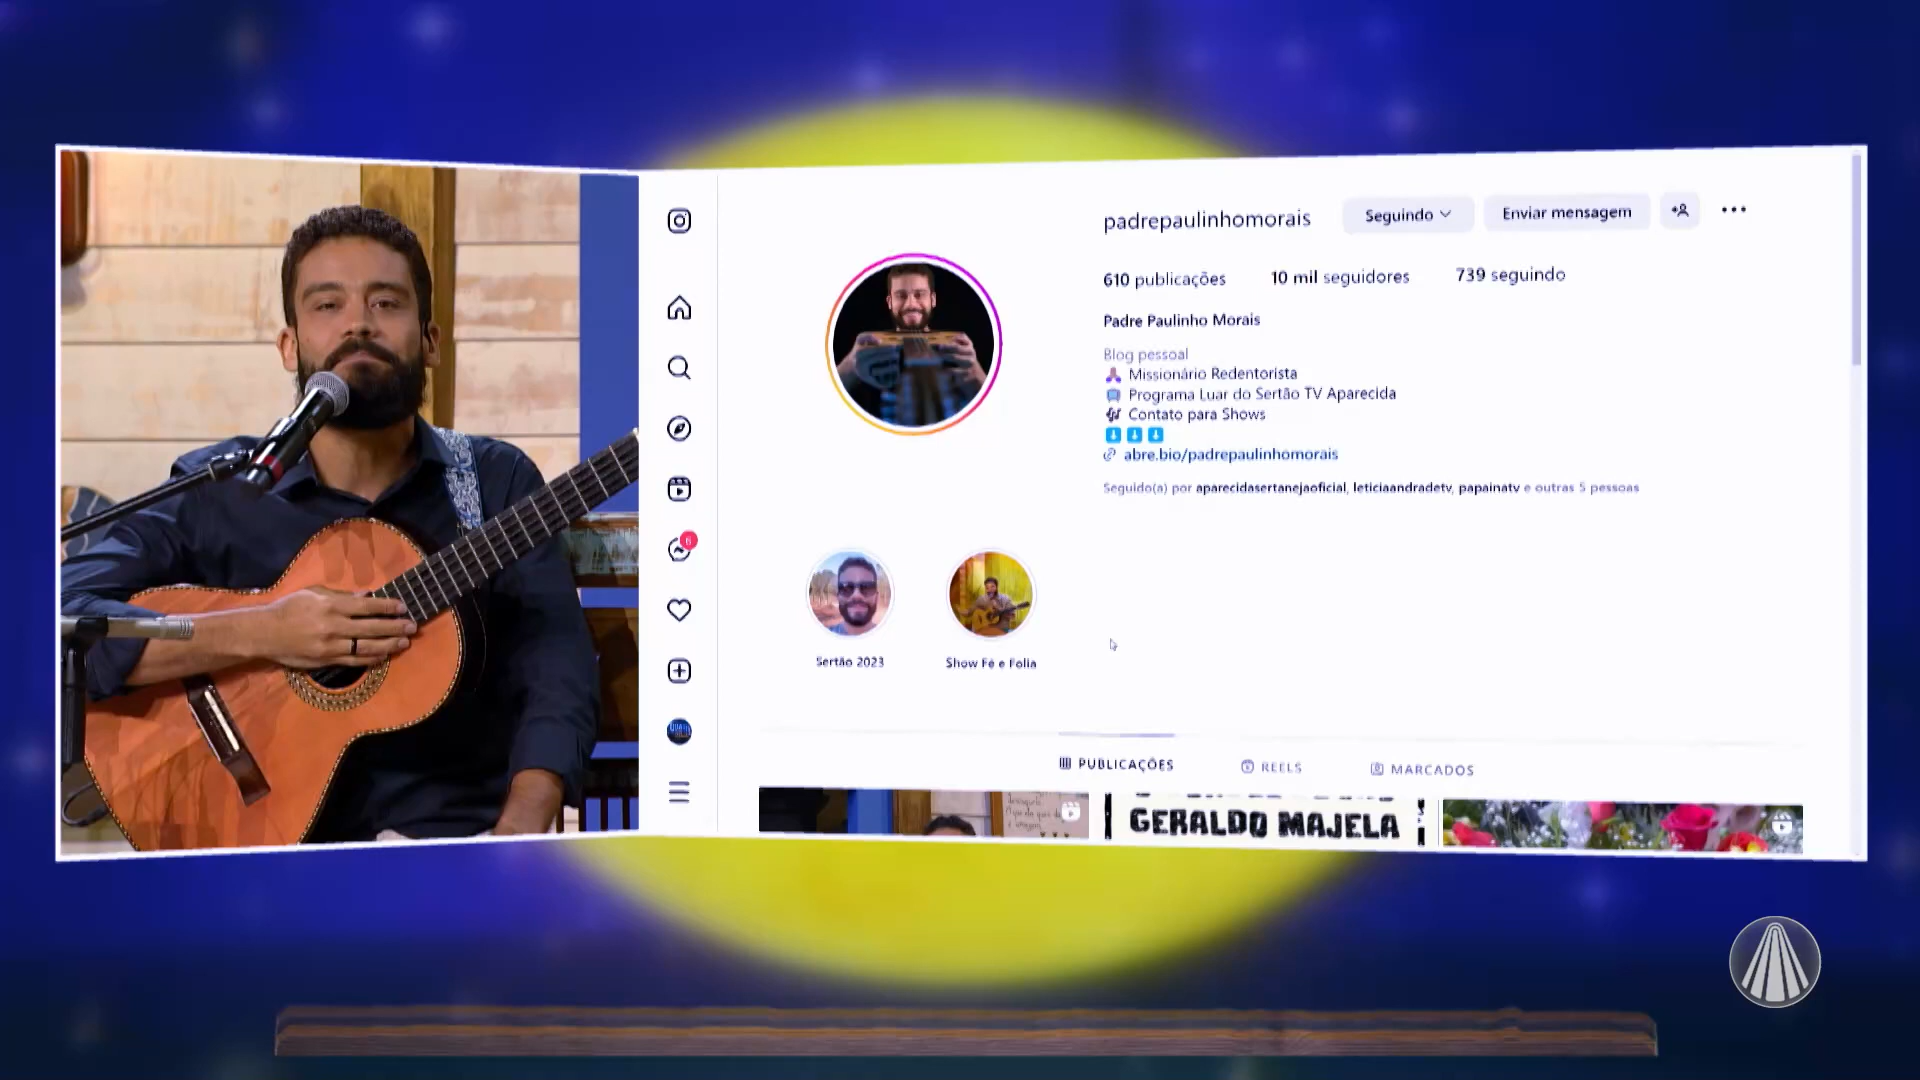 padrepaulinhomorais
Seguindo
Enviar mensagem
610 publicações
10 mil seguidores
739 seguindo
Padre Paulinho Morais
Blog pessoal
Missionário Redentorista
Programa Luar do Sertão TV Aparecida
Contato para Shows
abre.bio/padrepaulinhomorais
Seguido(a) por aparecidasertanejaoficial, leticiaandradetv, papainatv e outras 5 pessoas
6
Sertão 2023
Show Fé e Folia
PUBLICAÇÕES
REELS
MARCADOS
GERALDO MAJELA